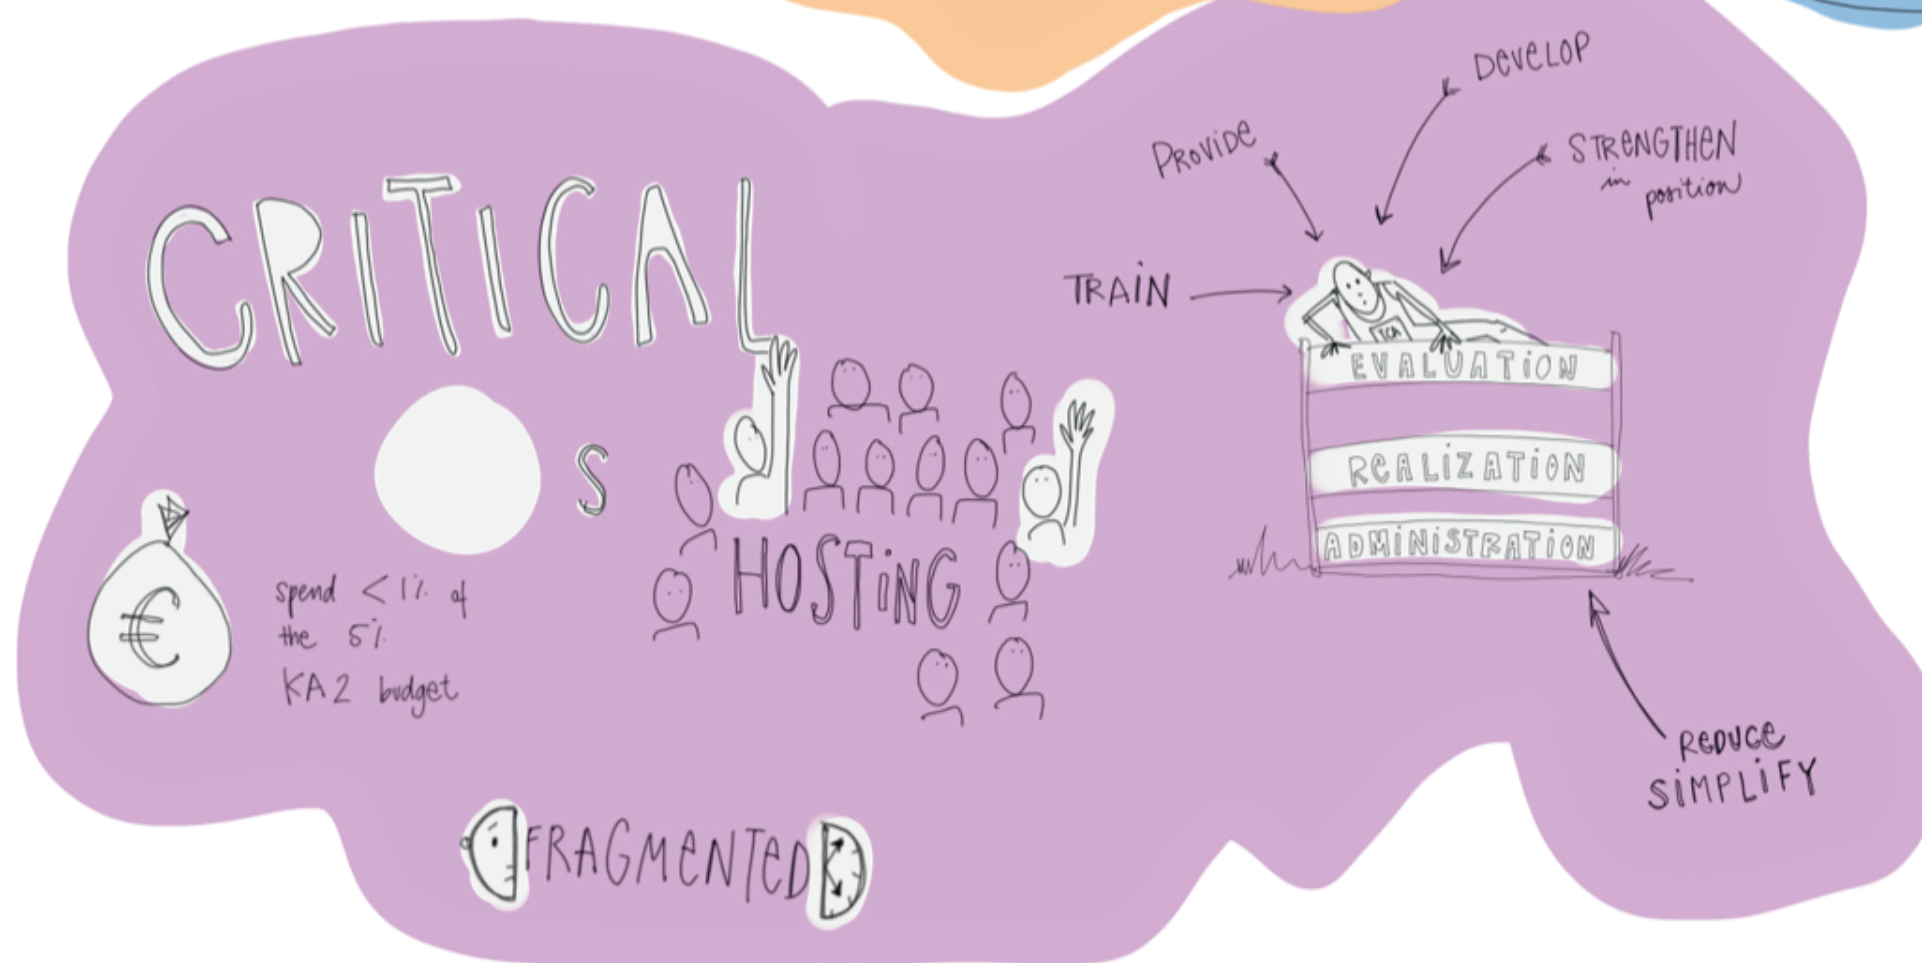 CRITICAL
S
€
spend < 1% of
the 5%
KA2 budget
HOSTING
FRAGMENTED
DEVELOP
PROVIDE
STRENGTHEN
in
position
TRAIN
TCA
EVALUATION
REALIZATION
ADMINISTRATION
REDUCE
SIMPLIFY